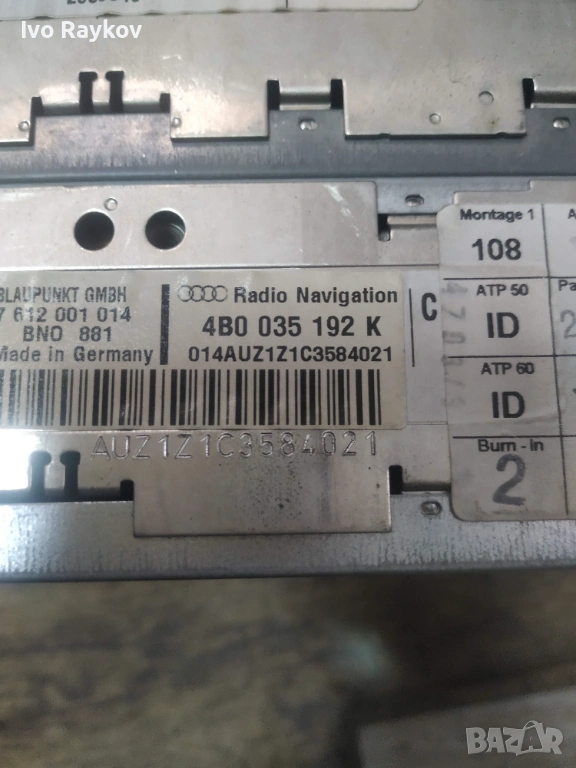 Ivo Raykov
BLAUPUNKT GMBH
7 612 001 014
BNO 881
Made in Germany
Radio Navigation
4B0 035 192 K
014AUZ1Z1C3584021
C
AUZ1Z1C3584021
Montage 1
108
ATP 50
ID
ATP 60
ID
Burn - in
2
BAZAR